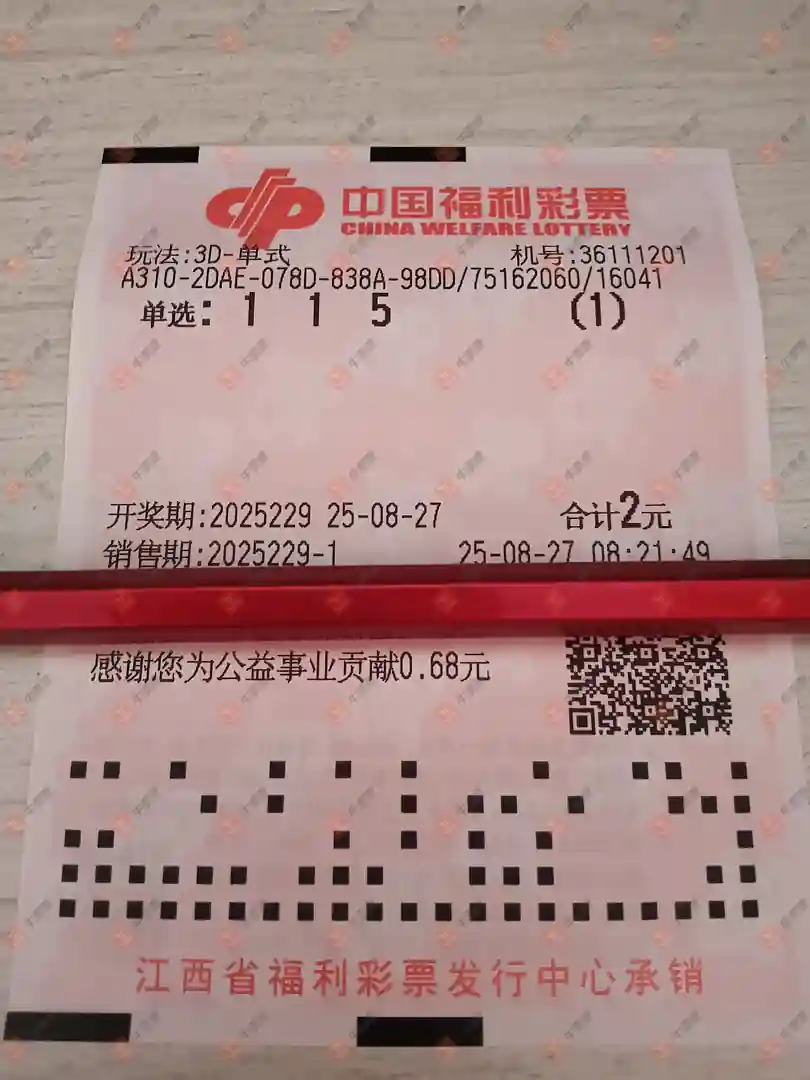 中国福利彩票
CHINA WELFARE LOTTERY
玩法:3D-单式 机号:36111201
A310-2DAE-078D-838A-98DD/75162060/16041
单选: 1 1 5 (1)
开奖期:2025229 25-08-27 合计2元
销售期:2025229-1 25-08-27 08:21:49
感谢您为公益事业贡献0.68元
江西省福利彩票发行中心承销